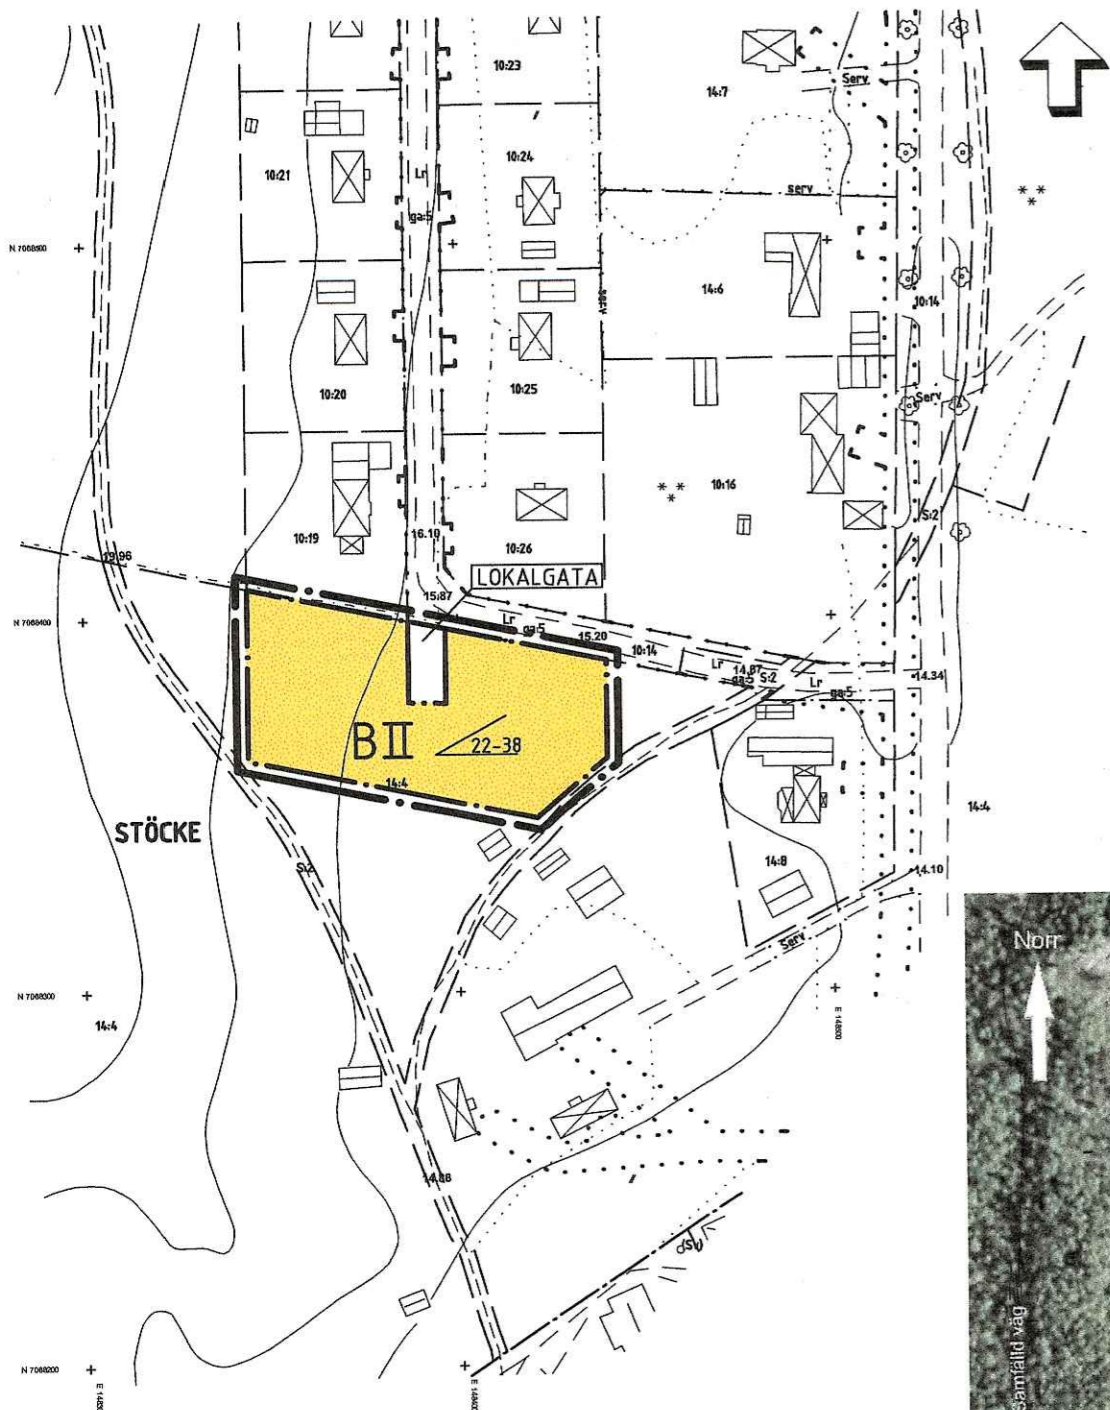 10:23
14:7
Serv
10:24
10:21
Lr
ga:5
serv
N 7068500
14:6
serv
10:14
10:25
10:20
Serv
10:16
S:2
16.10
10:19
10:26
19.96
LOKALGATA
15.87
N 7068400
Lr
ga:5
15.20
10:14
Lr
14.87
ga:5
S:2
Lr
ga:5
14.34
BII
22-38
14:4
STÖCKE
14:4
S:2
14:8
14.10
Serv
Norr
N 7068300
14:4
E 148500
14.88
N 7068200
E 148400
Samfälld väg